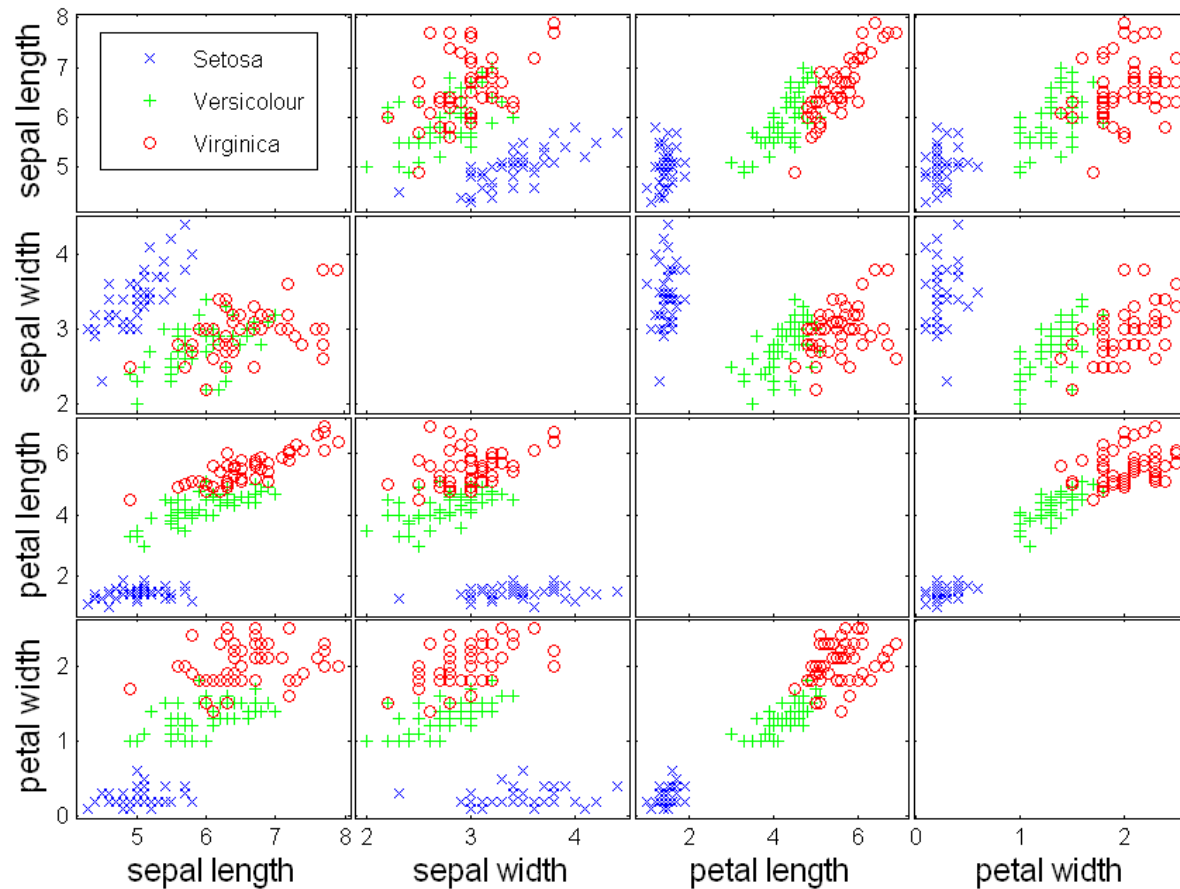 sepal length
8
7
6
5
Setosa
Versicolour
Virginica
sepal width
4
3
2
petal length
6
4
2
petal width
2
1
0
5 6 7 8 2 3 4 2 4 6 0 1 2
sepal length sepal width petal length petal width